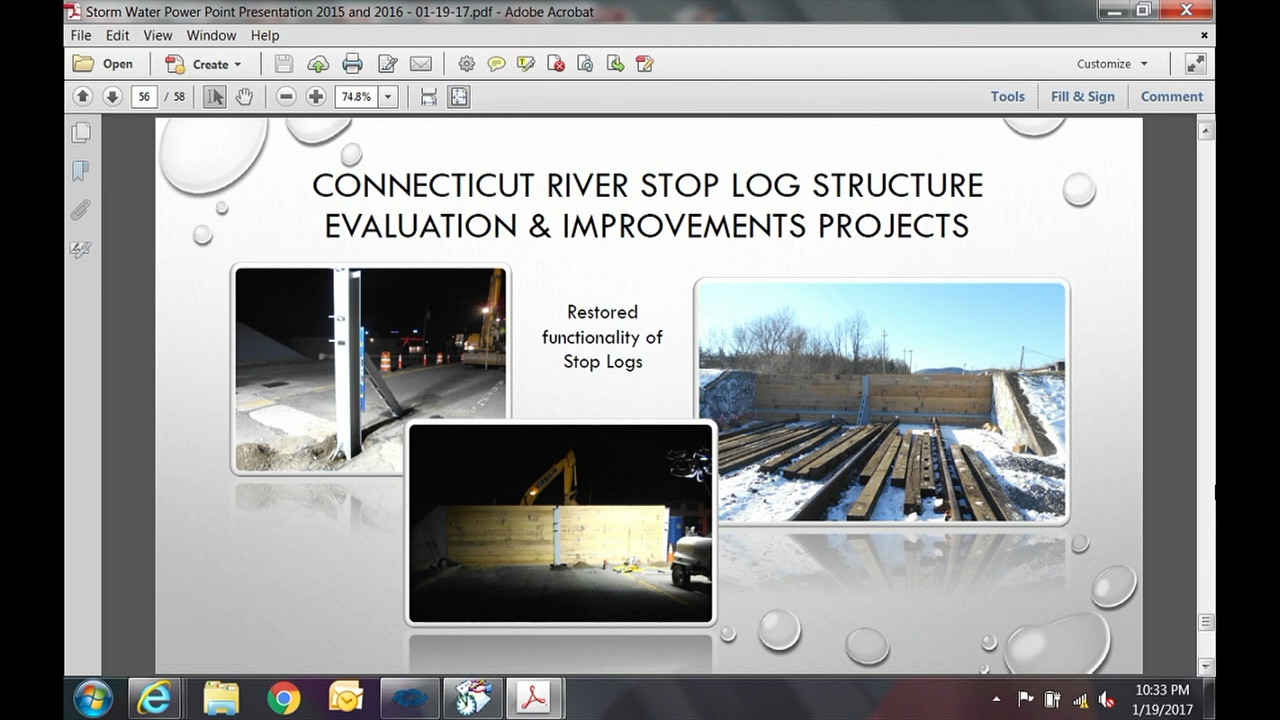 Storm Water Power Point Presentation 2015 and 2016 - 01-19-17.pdf - Adobe Acrobat
File Edit View Window Help
Open Create Customize
56 / 58 74.8% Tools Fill & Sign Comment
CONNECTICUT RIVER STOP LOG STRUCTURE
EVALUATION & IMPROVEMENTS PROJECTS
Restored
functionality of
Stop Logs
10:33 PM
1/19/2017